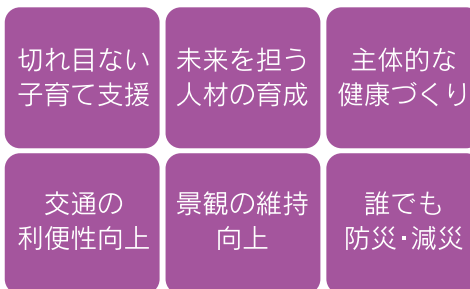 切れ目ない
子育て支援
未来を担う
人材の育成
主体的な
健康づくり
交通の
利便性向上
景観の維持
向上
誰でも
防災・減災